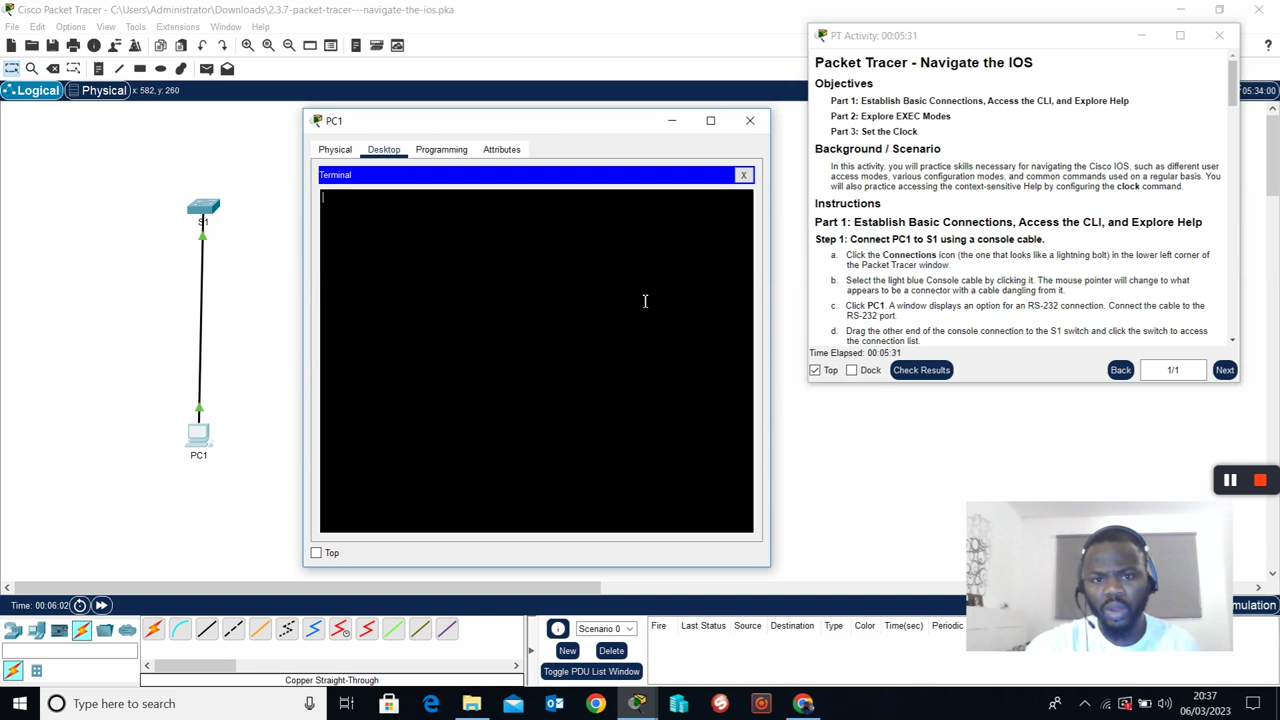 Cisco Packet Tracer - C:\Users\Administrator\Downloads\2.3.7-packet-tracer---navigate-the-ios.pka
File Edit Options View Tools Extensions Window Help
Logical Physical x: 582, y: 260
05:34:00
PT Activity: 00:05:31
Packet Tracer - Navigate the IOS
Objectives
Part 1: Establish Basic Connections, Access the CLI, and Explore Help
Part 2: Explore EXEC Modes
Part 3: Set the Clock
Background / Scenario
In this activity, you will practice skills necessary for navigating the Cisco IOS, such as different user
access modes, various configuration modes, and common commands used on a regular basis. You
will also practice accessing the context-sensitive Help by configuring the clock command.
Instructions
Part 1: Establish Basic Connections, Access the CLI, and Explore Help
Step 1: Connect PC1 to S1 using a console cable.
a. Click the Connections icon (the one that looks like a lightning bolt) in the lower left corner of
the Packet Tracer window.
b. Select the light blue Console cable by clicking it. The mouse pointer will change to what
appears to be a connector with a cable dangling from it.
c. Click PC1. A window displays an option for an RS-232 connection. Connect the cable to the
RS-232 port.
d. Drag the other end of the console connection to the S1 switch and click the switch to access
the connection list.
Time Elapsed: 00:05:31
Top Dock Check Results Back 1/1 Next
PC1
Physical Desktop Programming Attributes
Terminal X
Top
S1
PC1
Time: 00:06:02
Scenario 0
New Delete
Toggle PDU List Window
Fire Last Status Source Destination Type Color Time(sec) Periodic
Copper Straight-Through
Type here to search
20:37
06/03/2023